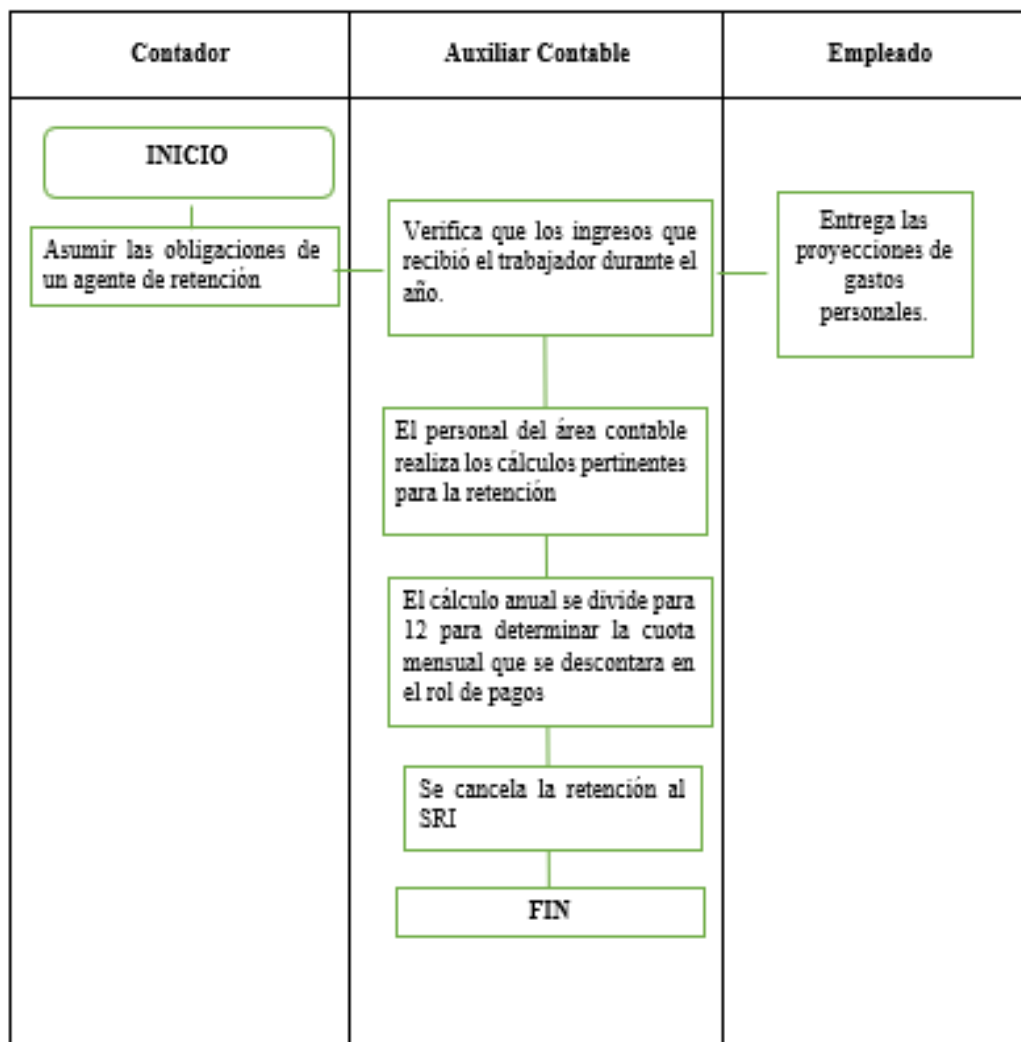 Contador
Auxiliar Contable
Empleado
INICIO
Asumir las obligaciones de
un agente de retención
Verifica que los ingresos que
recibió el trabajador durante el
año.
Entrega las
proyecciones de
gastos
personales.
El personal del área contable
realiza los cálculos pertinentes
para la retención
El cálculo anual se divide para
12 para determinar la cuota
mensual que se descontara en
el rol de pagos
Se cancela la retención al
SRI
FIN